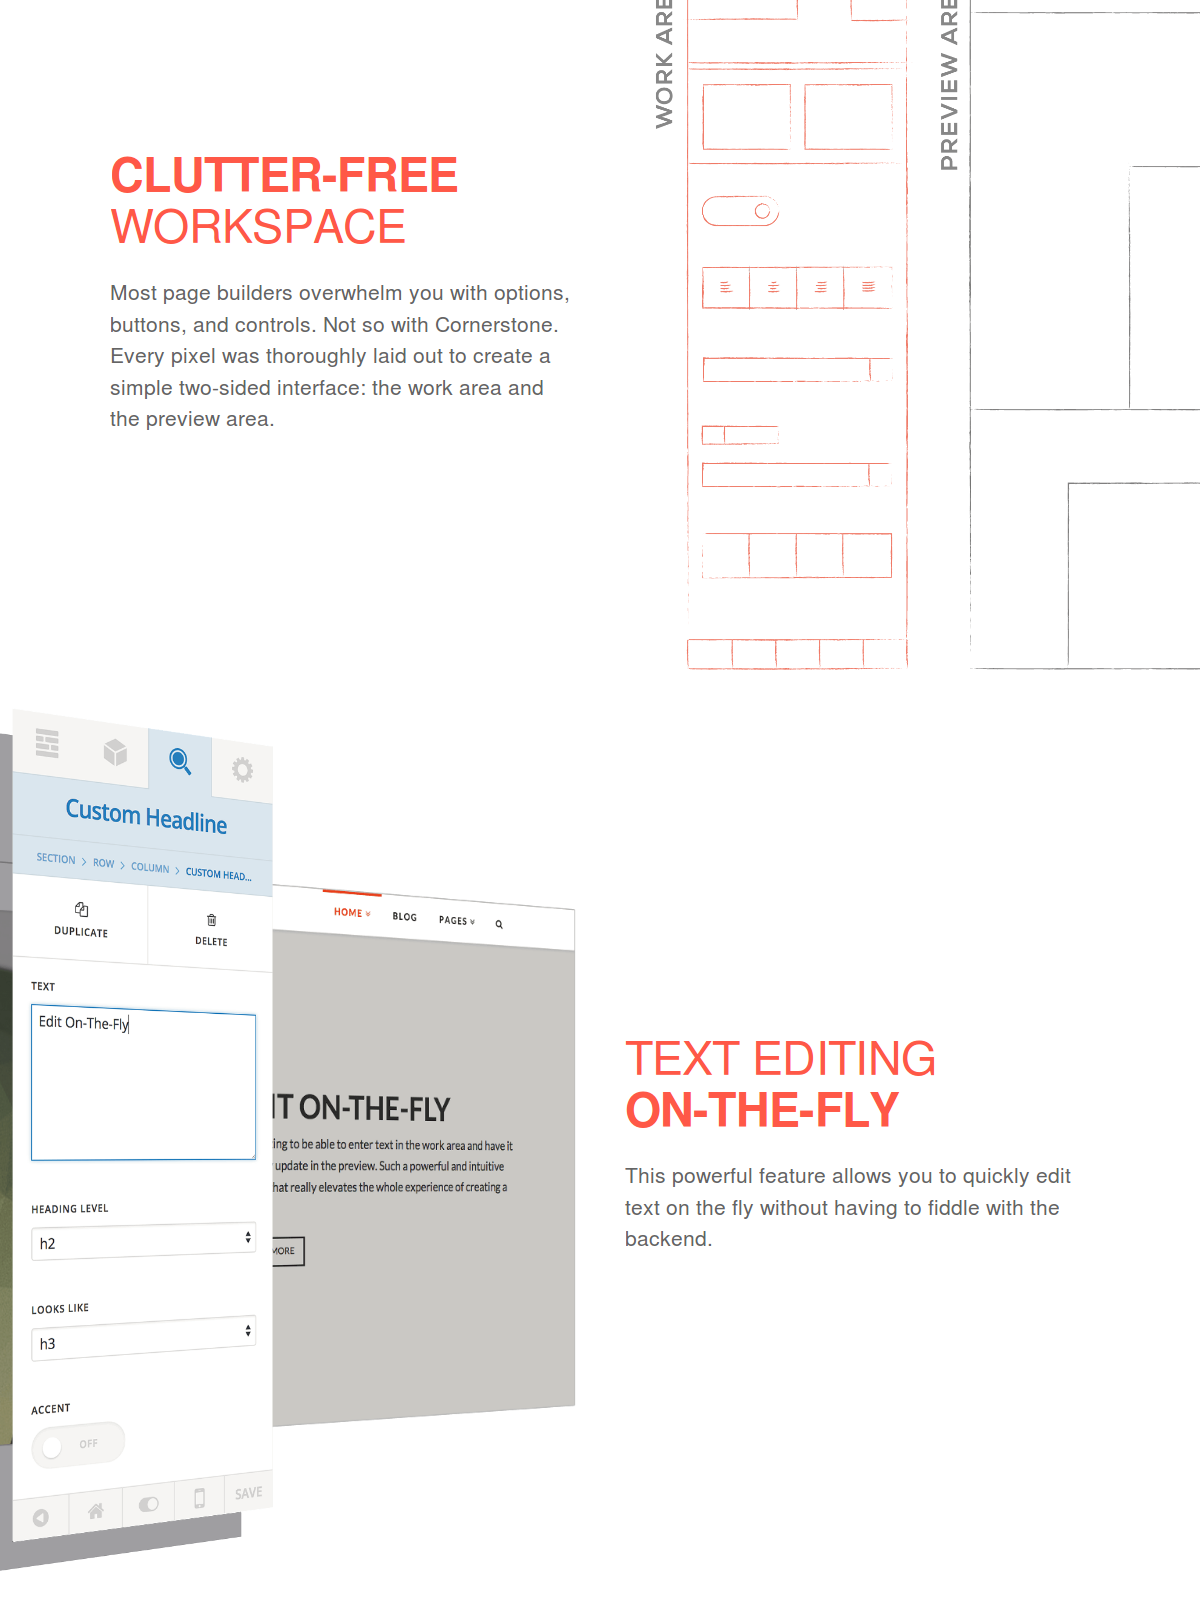 WORK ARE
PREVIEW ARE
CLUTTER-FREE
WORKSPACE
Most page builders overwhelm you with options,
buttons, and controls. Not so with Cornerstone.
Every pixel was thoroughly laid out to create a
simple two-sided interface: the work area and
the preview area.
Custom Headline
SECTION > ROW > COLUMN > CUSTOM HEAD...
DUPLICATE
DELETE
TEXT
Edit On-The-Fly
HEADING LEVEL
h2
LOOKS LIKE
h3
ACCENT
OFF
SAVE
HOME BLOG PAGES
IT ON-THE-FLY
ing to be able to enter text in the work area and have it
update in the preview. Such a powerful and intuitive
hat really elevates the whole experience of creating a
MORE
TEXT EDITING
ON-THE-FLY
This powerful feature allows you to quickly edit
text on the fly without having to fiddle with the
backend.